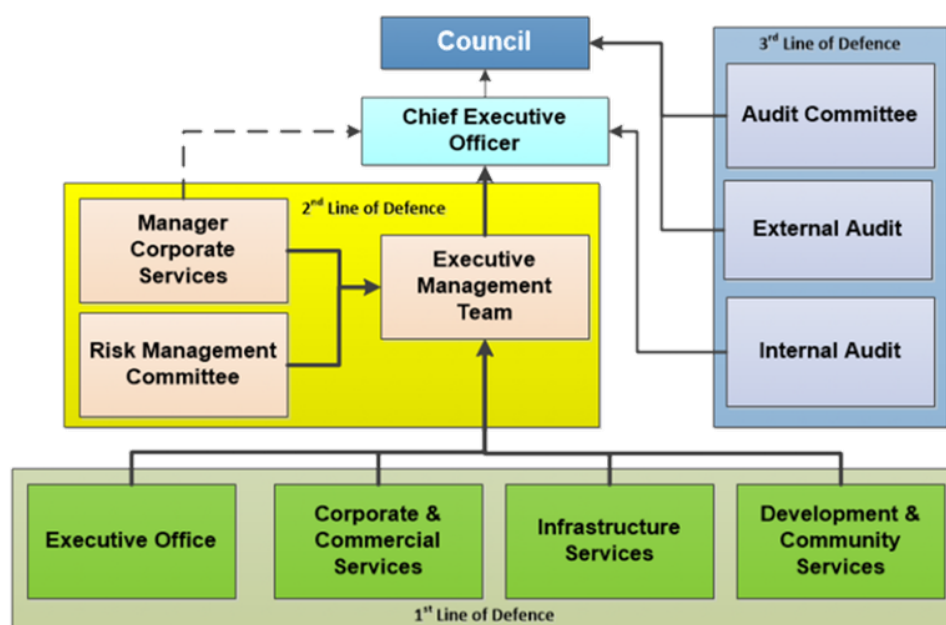 Council
3rd Line of Defence
Audit Committee
Chief Executive
Officer
2nd Line of Defence
Manager
Corporate
Services
External Audit
Executive
Management
Team
Risk Management
Committee
Internal Audit
Executive Office
Corporate &
Commercial
Services
Infrastructure
Services
Development &
Community
Services
1st Line of Defence